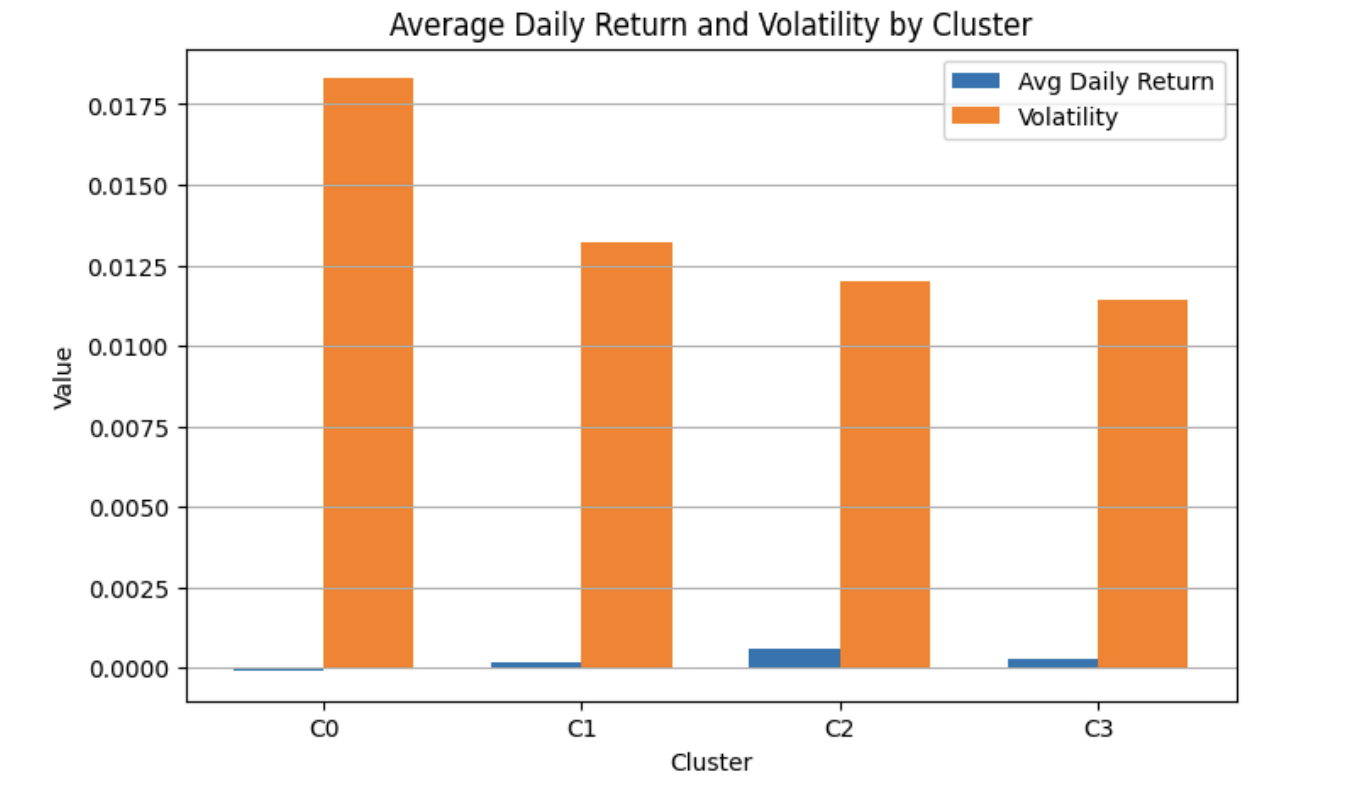 Average Daily Return and Volatility by Cluster
Avg Daily Return
Volatility
0.0175
0.0150
0.0125
0.0100
0.0075
0.0050
0.0025
0.0000
Value
C0 C1 C2 C3
Cluster